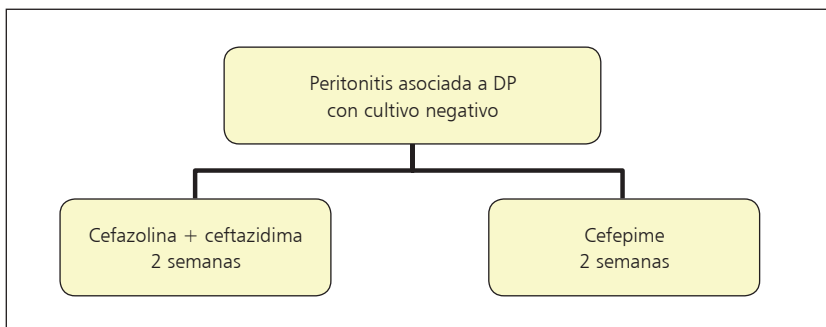 Peritonitis asociada a DP
con cultivo negativo
Cefazolina + ceftazidima
2 semanas
Cefepime
2 semanas